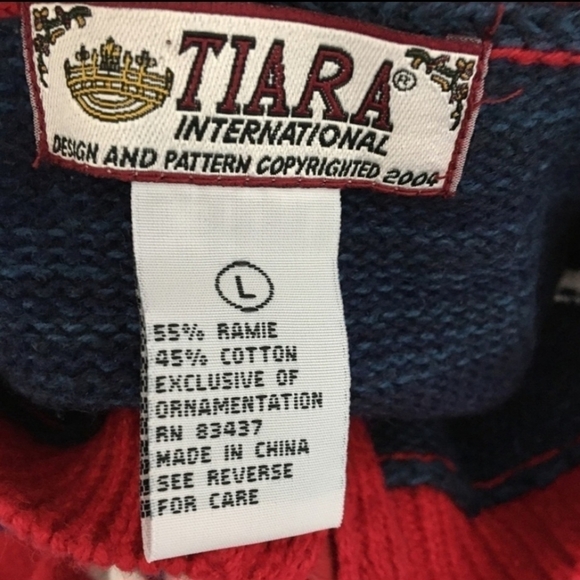 TIARA®
INTERNATIONAL
DESIGN AND PATTERN COPYRIGHTED 2004
L
55% RAMIE
45% COTTON
EXCLUSIVE OF
ORNAMENTATION
RN 83437
MADE IN CHINA
SEE REVERSE
FOR CARE